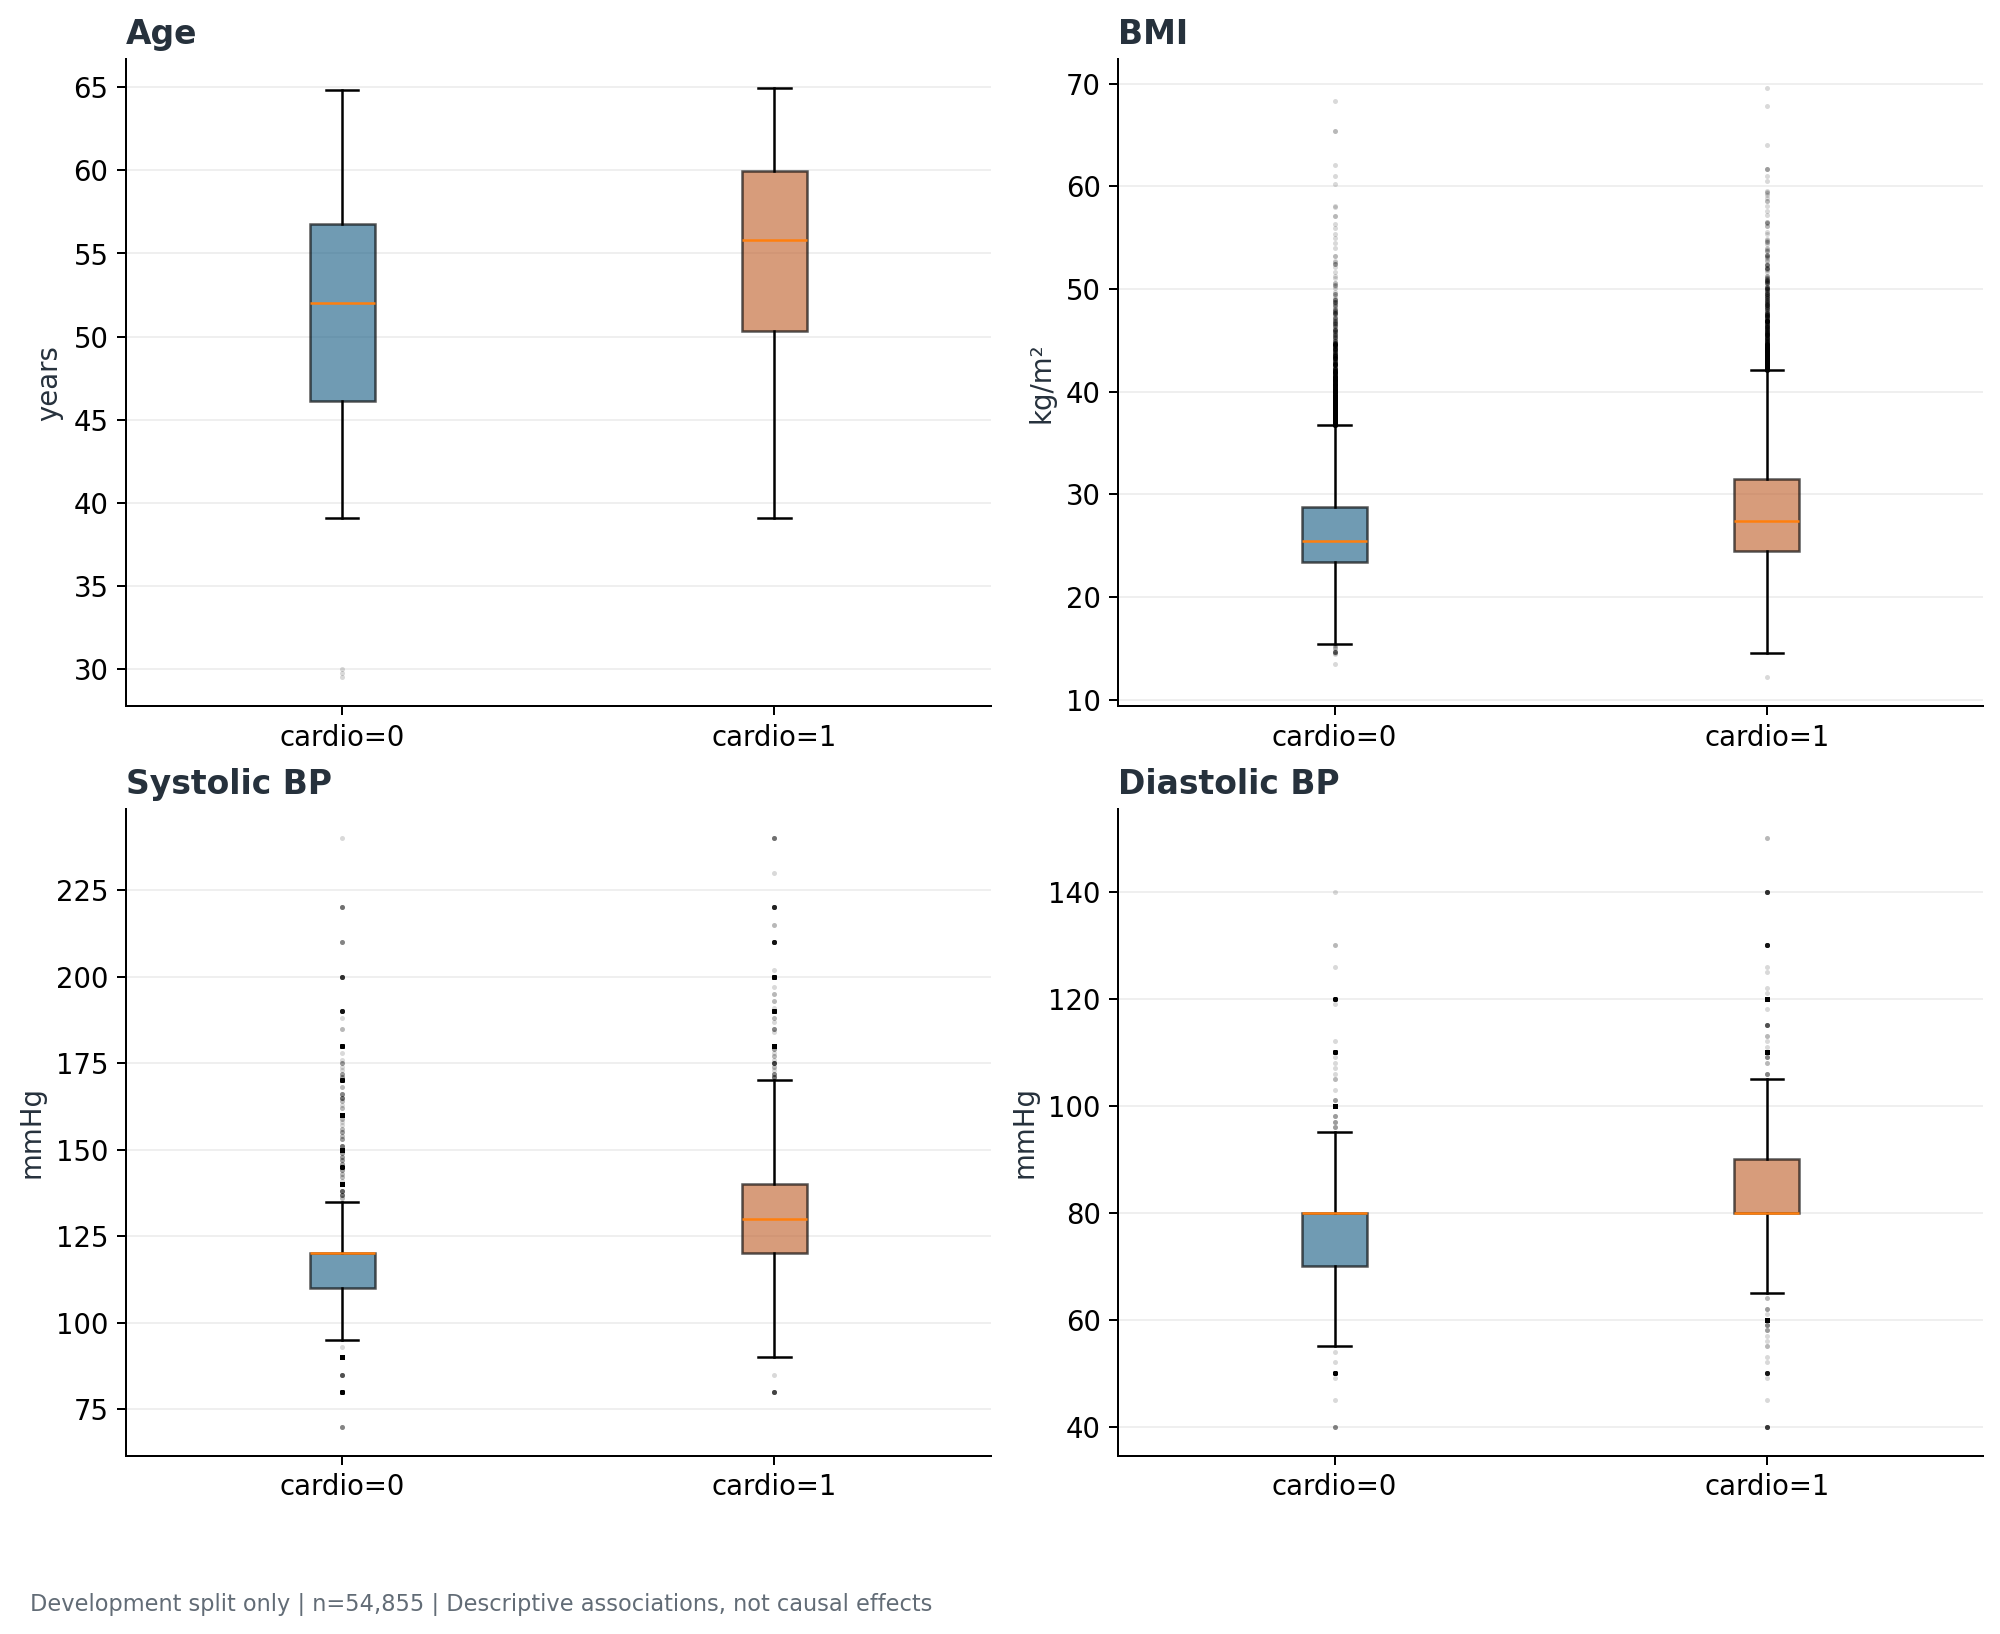 Age
years
65
60
55
50
45
40
35
30
cardio=0
cardio=1
BMI
kg/m²
70
60
50
40
30
20
10
cardio=0
cardio=1
Systolic BP
mmHg
225
200
175
150
125
100
75
cardio=0
cardio=1
Diastolic BP
mmHg
140
120
100
80
60
40
cardio=0
cardio=1
Development split only | n=54,855 | Descriptive associations, not causal effects